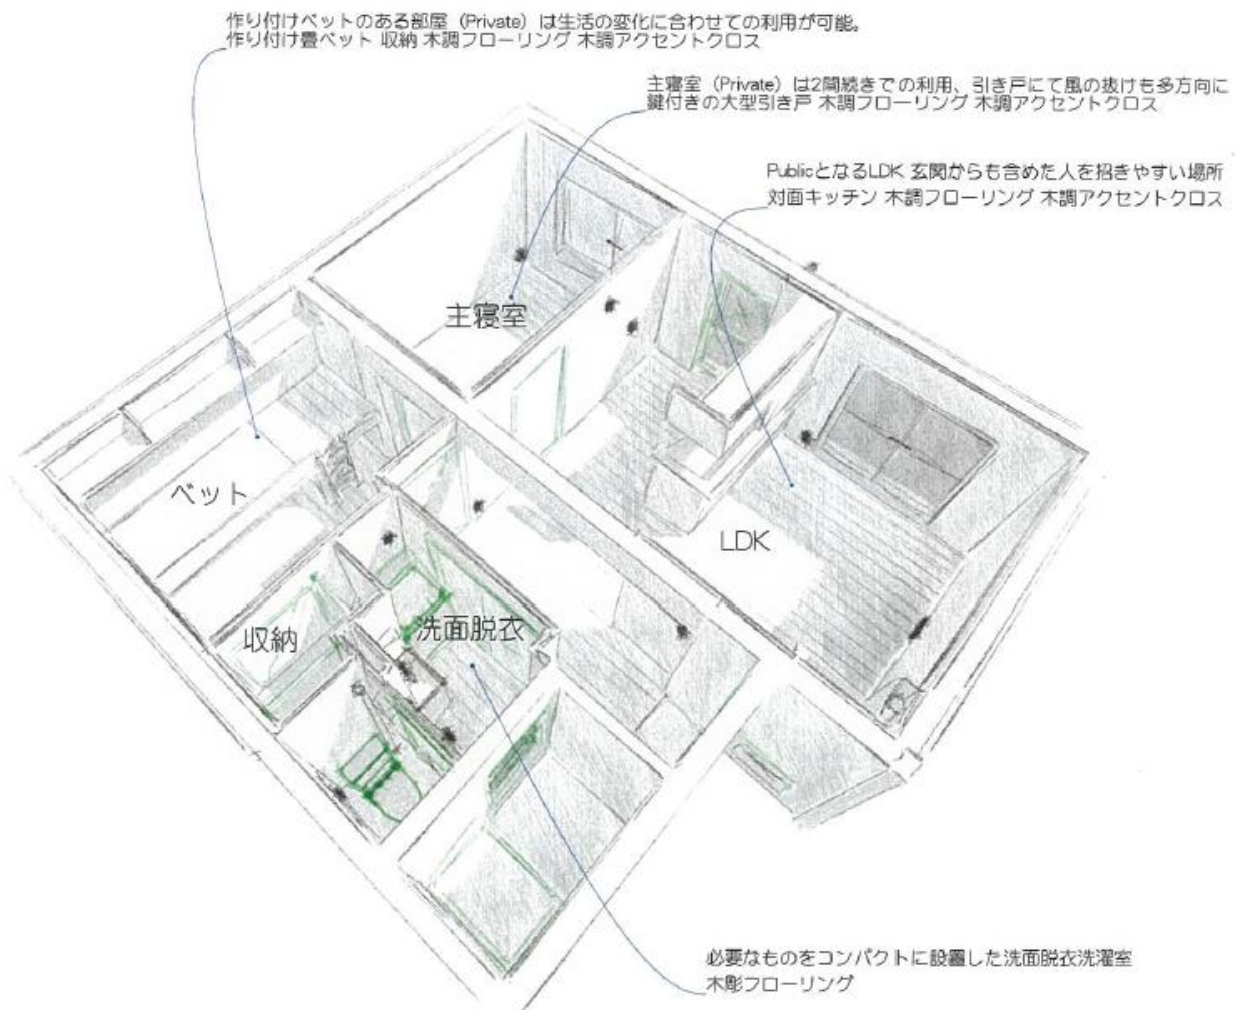 作り付けベットのある部屋（Private）は生活の変化に合わせての利用が可能。
作り付け畳ベット 収納 木調フローリング 木調アクセントクロス
主寝室（Private）は2間続きでの利用、引き戸にて風の抜けも多方向に
鍵付きの大型引き戸 木調フローリング 木調アクセントクロス
PublicとなるLDK 玄関からも含めた人を招きやすい場所
対面キッチン 木調フローリング 木調アクセントクロス
主寝室
ベット
LDK
収納
洗面脱衣
必要なものをコンパクトに設置した洗面脱衣洗濯室
木彫フローリング